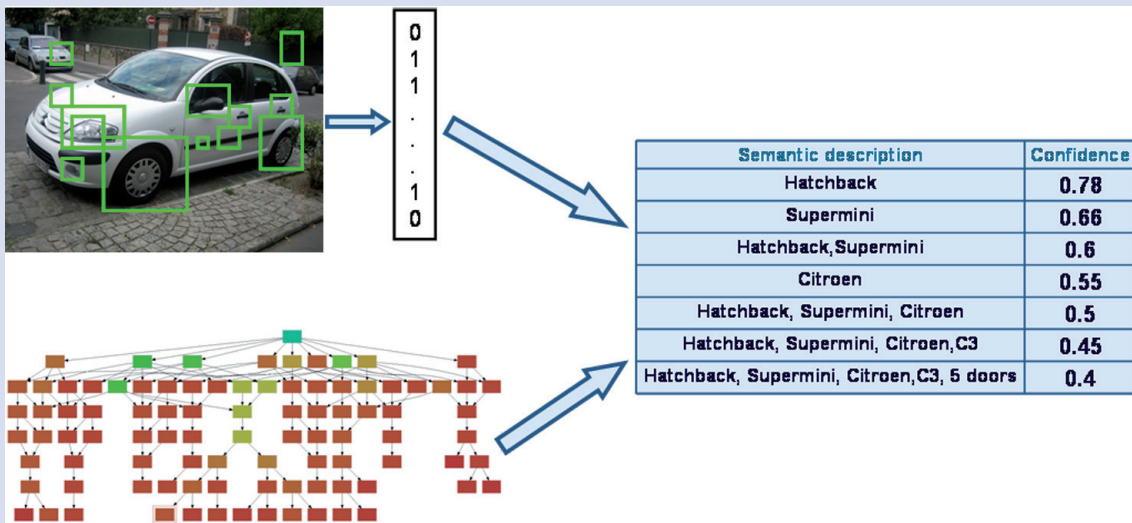 0
1
1
.
.
.
1
0
Semantic description Confidence
Hatchback 0.78
Supermini 0.66
Hatchback,Supermini 0.6
Citroen 0.55
Hatchback, Supermini, Citroen 0.5
Hatchback, Supermini, Citroen,C3 0.45
Hatchback, Supermini, Citroen,C3, 5 doors 0.4